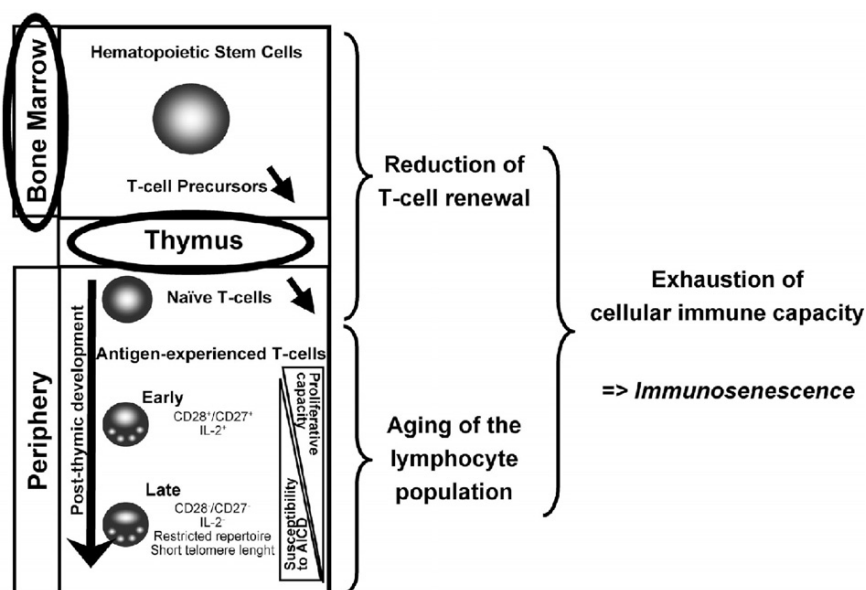 Bone Marrow
Hematopoietic Stem Cells
T-cell Precursors
Thymus
Periphery
Post-thymic development
Naïve T-cells
Antigen-experienced T-cells
Early
CD28⁺/CD27⁺
IL-2⁺
Late
CD28⁻/CD27⁻
IL-2⁻
Restricted repertoire
Short telomere lenght
Proliferative
capacity
Susceptibility
to AICD
Reduction of
T-cell renewal
Aging of the
lymphocyte
population
Exhaustion of
cellular immune capacity
=> Immunosenescence